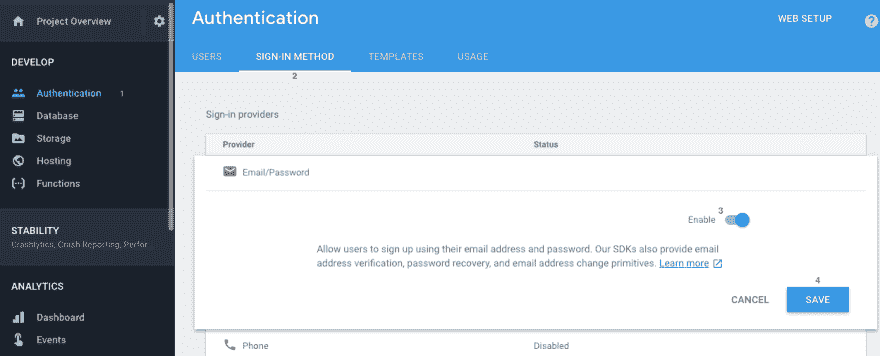 Project Overview
DEVELOP
Authentication 1
Database
Storage
Hosting
Functions
STABILITY
Crashlytics, Crash Reporting, Perfor...
ANALYTICS
Dashboard
Events
Authentication
WEB SETUP
?
USERS SIGN-IN METHOD TEMPLATES USAGE
2
Sign-in providers
Provider Status
Email/Password
3
Enable
Allow users to sign up using their email address and password. Our SDKs also provide email
address verification, password recovery, and email address change primitives. Learn more
4
CANCEL SAVE
Phone Disabled